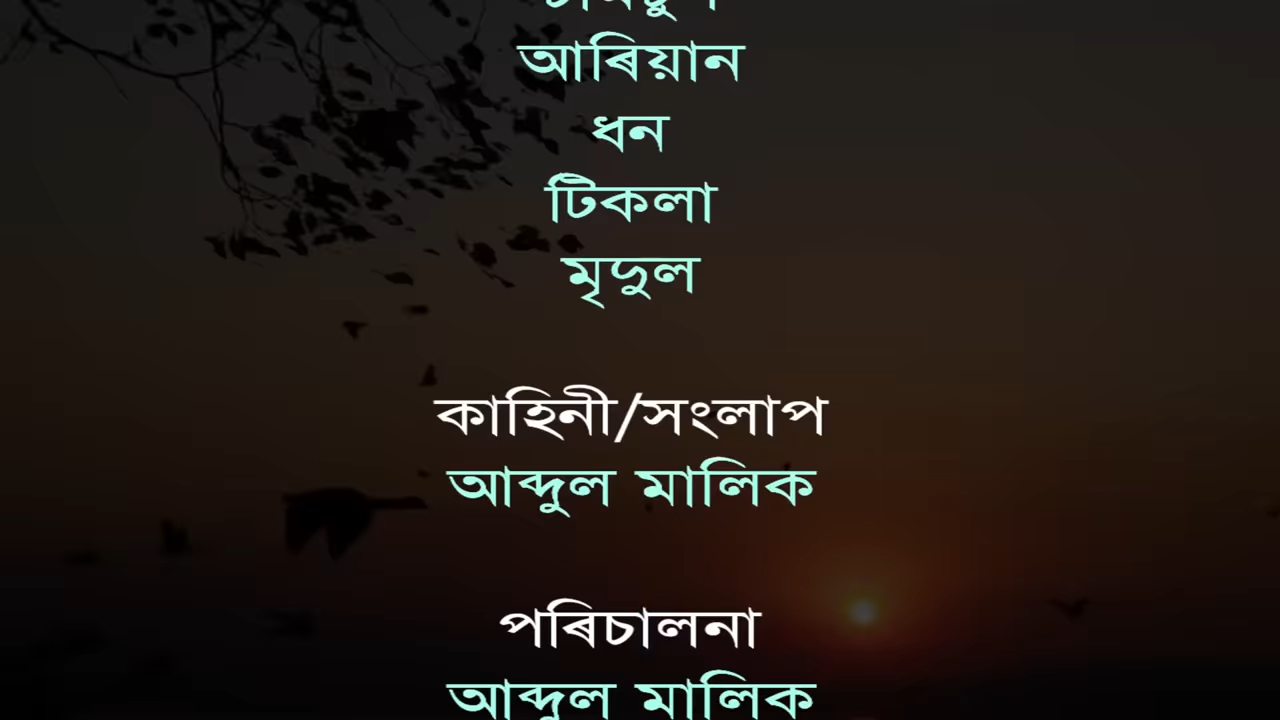 আৰিয়ান
ধন
টিকলা
মৃদুল
কাহিনী/সংলাপ
আব্দুল মালিক
পৰিচালনা
আব্দুল মালিক